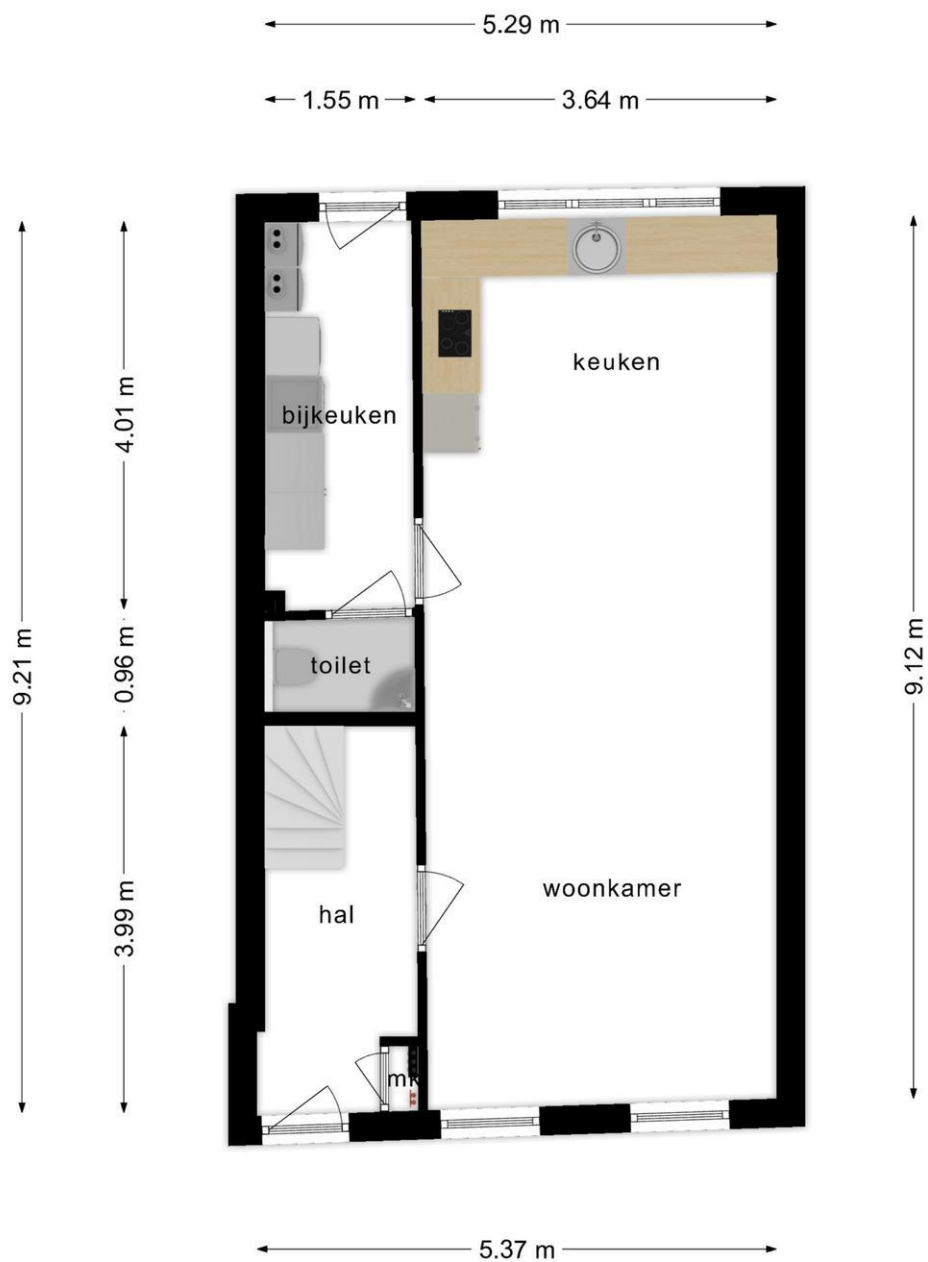 5.29 m
1.55 m
3.64 m
keuken
bijkeuken
4.01 m
9.21 m
0.96 m
9.12 m
toilet
woonkamer
hal
3.99 m
mk
5.37 m